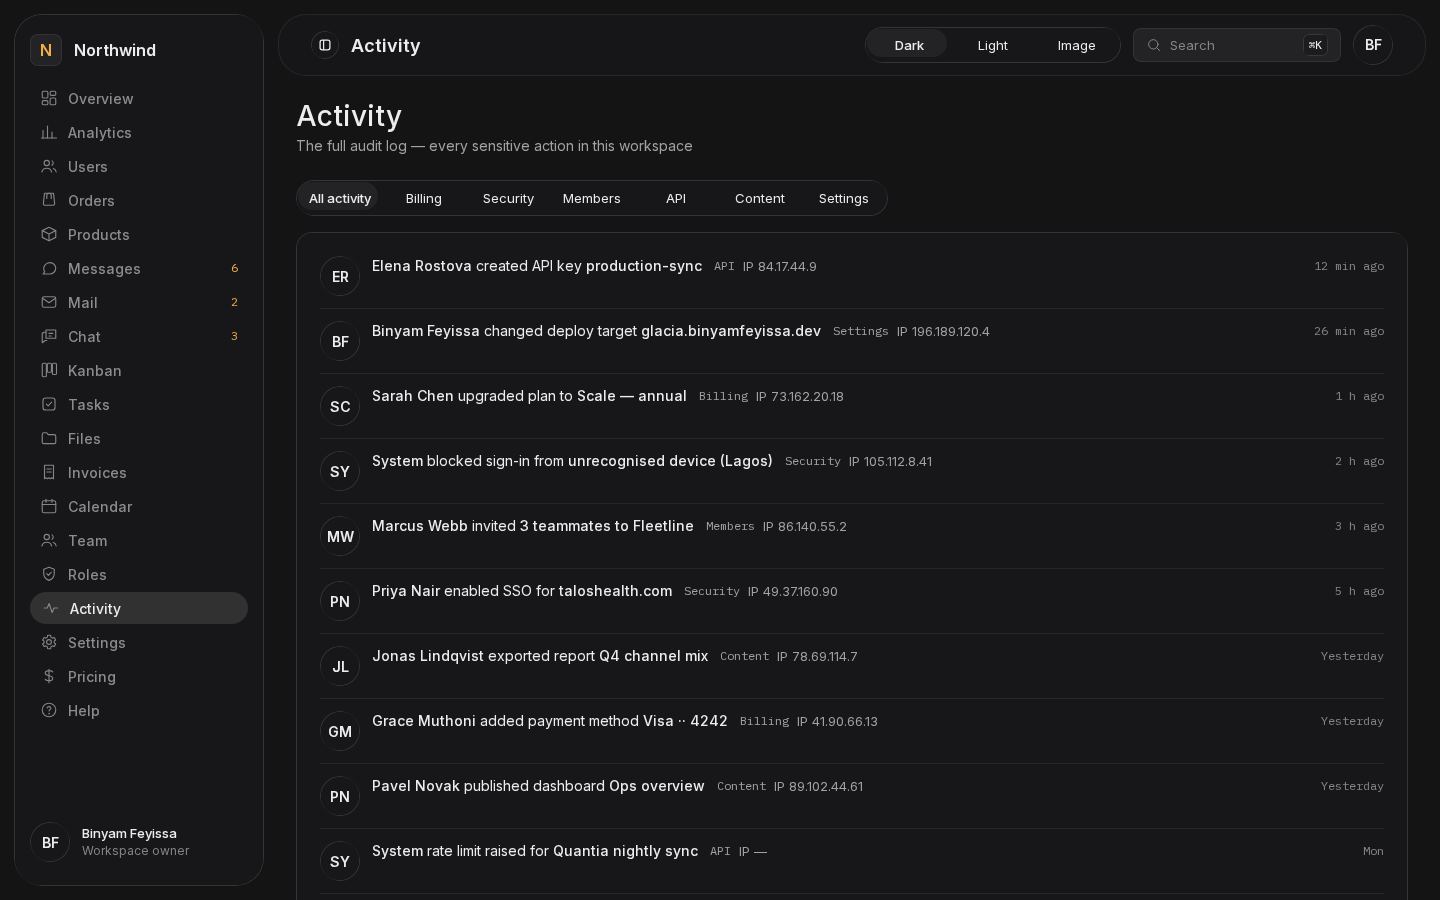 N Northwind
Overview
Analytics
Users
Orders
Products
Messages 6
Mail 2
Chat 3
Kanban
Tasks
Files
Invoices
Calendar
Team
Roles
Activity
Settings
Pricing
Help
BF Binyam Feyissa
Workspace owner
Activity Dark Light Image Search ⌘K BF
Activity
The full audit log — every sensitive action in this workspace
All activity Billing Security Members API Content Settings
ER Elena Rostova created API key production-sync API IP 84.17.44.9 12 min ago
BF Binyam Feyissa changed deploy target glacia.binyamfeyissa.dev Settings IP 196.189.120.4 26 min ago
SC Sarah Chen upgraded plan to Scale — annual Billing IP 73.162.20.18 1 h ago
SY System blocked sign-in from unrecognised device (Lagos) Security IP 105.112.8.41 2 h ago
MW Marcus Webb invited 3 teammates to Fleetline Members IP 86.140.55.2 3 h ago
PN Priya Nair enabled SSO for taloshealth.com Security IP 49.37.160.90 5 h ago
JL Jonas Lindqvist exported report Q4 channel mix Content IP 78.69.114.7 Yesterday
GM Grace Muthoni added payment method Visa ·· 4242 Billing IP 41.90.66.13 Yesterday
PN Pavel Novak published dashboard Ops overview Content IP 89.102.44.61 Yesterday
SY System rate limit raised for Quantia nightly sync API IP — Mon